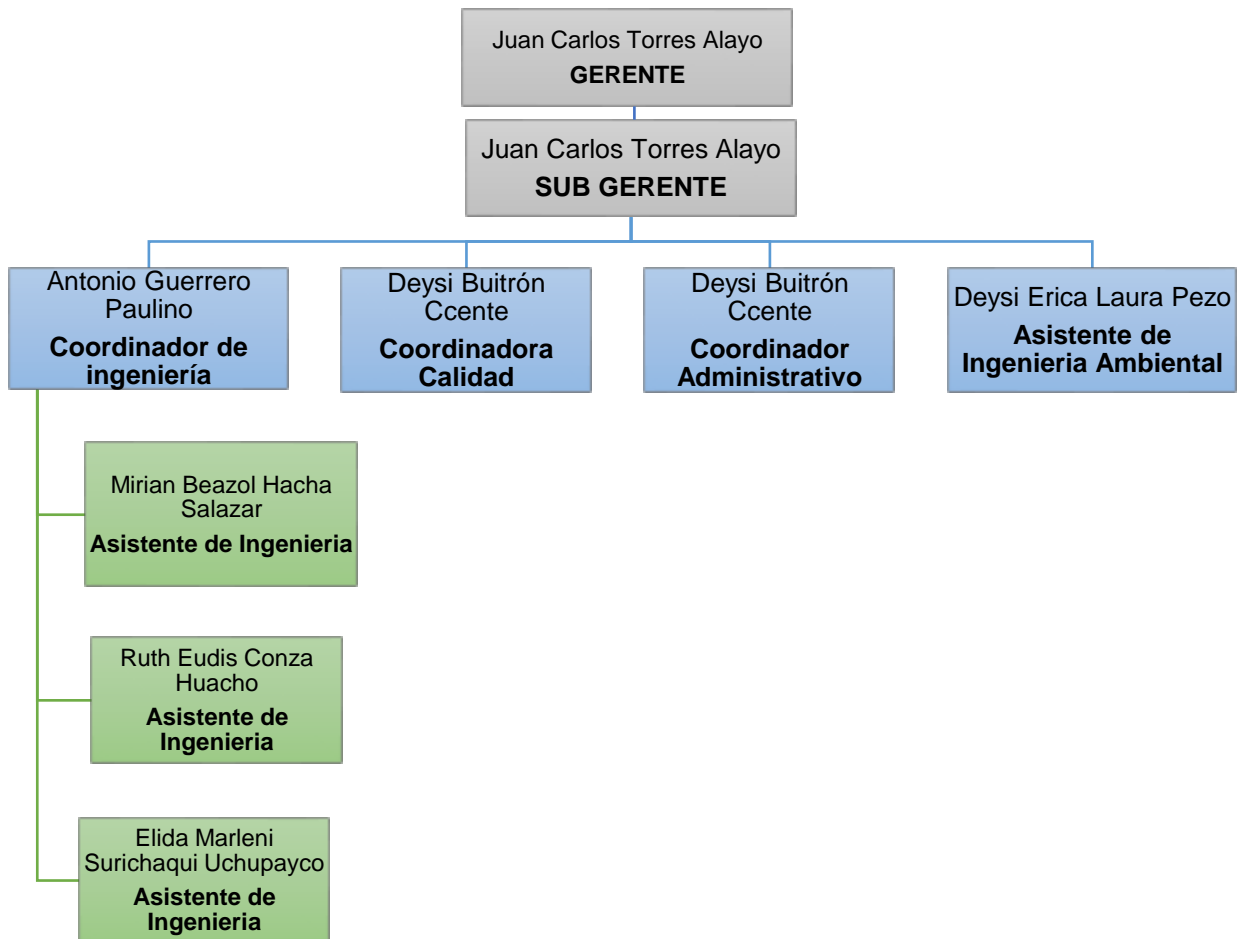 Juan Carlos Torres Alayo
GERENTE
Juan Carlos Torres Alayo
SUB GERENTE
Antonio Guerrero
Paulino
Coordinador de
ingeniería
Deysi Buitrón
Ccente
Coordinadora
Calidad
Deysi Buitrón
Ccente
Coordinador
Administrativo
Deysi Erica Laura Pezo
Asistente de
Ingenieria Ambiental
Mirian Beazol Hacha
Salazar
Asistente de Ingenieria
Ruth Eudis Conza
Huacho
Asistente de
Ingenieria
Elida Marleni
Surichaqui Uchupayco
Asistente de
Ingenieria